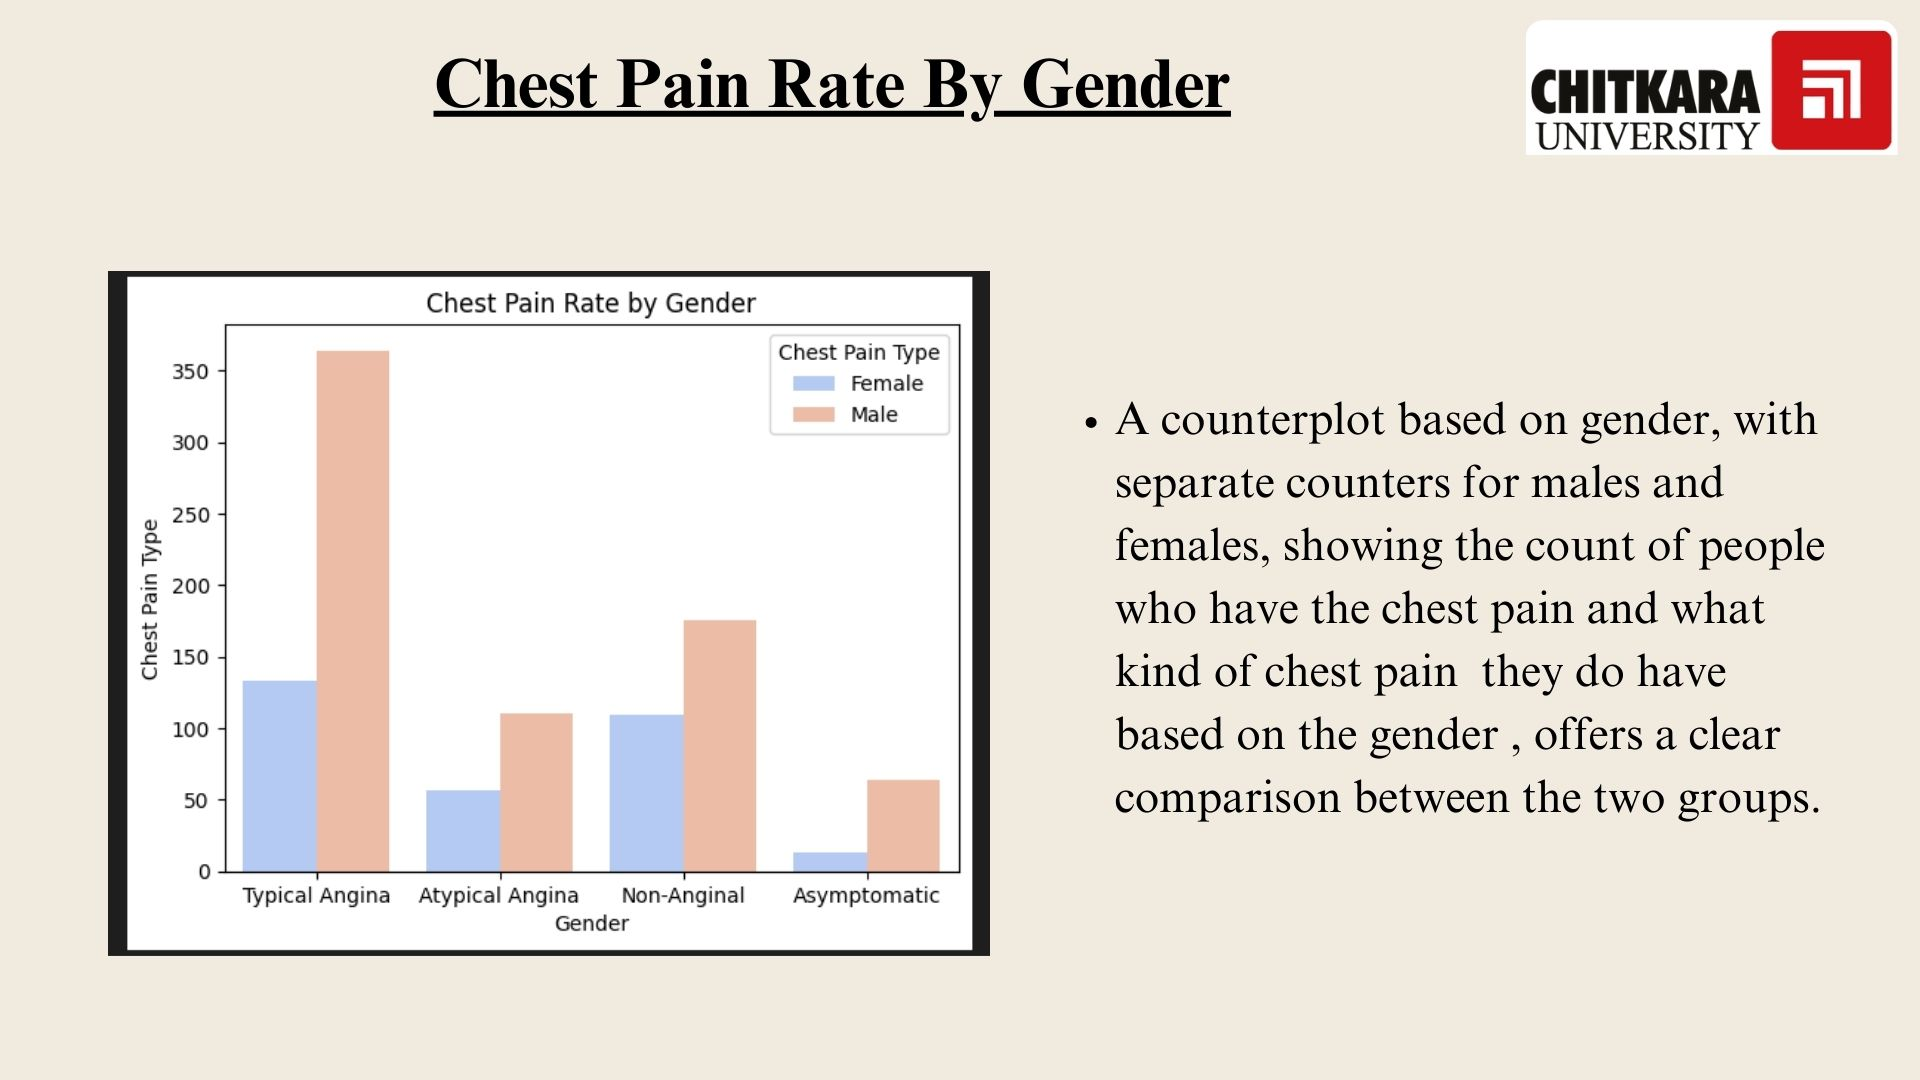 Chest Pain Rate By Gender
CHITKARA
UNIVERSITY
Chest Pain Rate by Gender
Chest Pain Type
Female
Male
350
300
250
200
150
100
50
0
Chest Pain Type
Typical Angina Atypical Angina Non-Anginal Asymptomatic
Gender
• A counterplot based on gender, with
separate counters for males and
females, showing the count of people
who have the chest pain and what
kind of chest pain  they do have
based on the gender , offers a clear
comparison between the two groups.